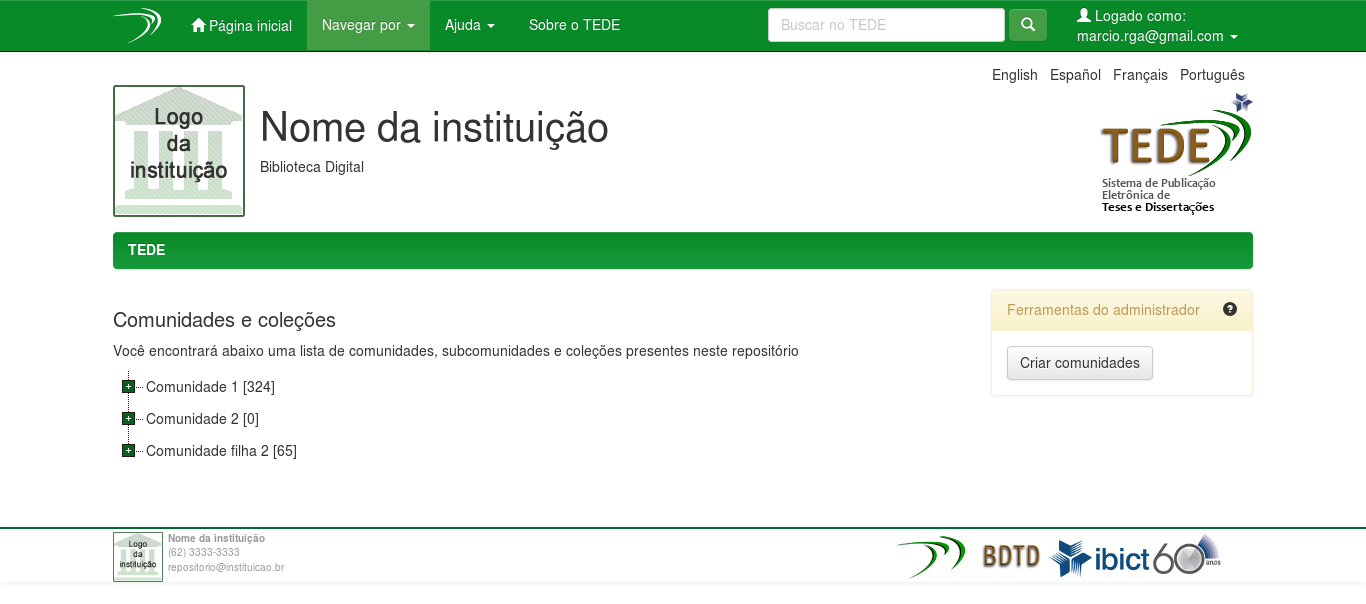 Página inicial
Navegar por
Ajuda
Sobre o TEDE
Buscar no TEDE
Logado como:
marcio.rga@gmail.com
English Español Français Português
Logo
da
instituição
Nome da instituição
Biblioteca Digital
TEDE
Sistema de Publicação
Eletrônica de
Teses e Dissertações
TEDE
Comunidades e coleções
Você encontrará abaixo uma lista de comunidades, subcomunidades e coleções presentes neste repositório
Comunidade 1 [324]
Comunidade 2 [0]
Comunidade filha 2 [65]
Ferramentas do administrador
Criar comunidades
Logo
da
instituição
Nome da instituição
(62) 3333-3333
repositorio@instituicao.br
BDTD
ibict 60 anos